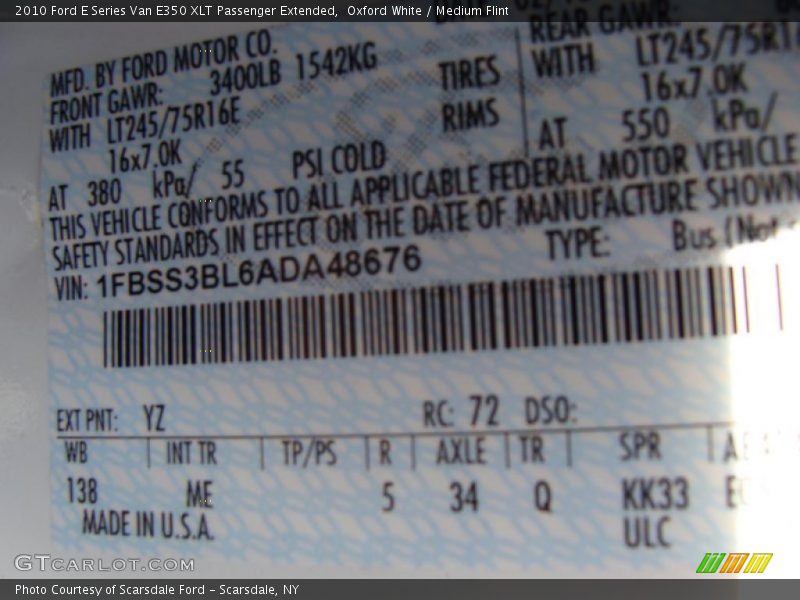 2010 Ford E Series Van E350 XLT Passenger Extended, Oxford White / Medium Flint
MFD. BY FORD MOTOR CO.
FRONT GAWR: 3400LB 1542KG
WITH LT245/75R16E TIRES
16x7.0K RIMS
AT 380 kPa/ 55 PSI COLD
REAR GAWR:
WITH LT245/75R16
16x7.0K
AT 550 kPa/
THIS VEHICLE CONFORMS TO ALL APPLICABLE FEDERAL MOTOR VEHICLE
SAFETY STANDARDS IN EFFECT ON THE DATE OF MANUFACTURE SHOWN
VIN: 1FBSS3BL6ADA48676 TYPE: Bus (Not
EXT PNT: YZ RC: 72 DSO:
WB INT TR TP/PS R AXLE TR SPR
138 ME 5 34 Q KK33
MADE IN U.S.A. ULC
GTCARLOT.COM
Photo Courtesy of Scarsdale Ford – Scarsdale, NY